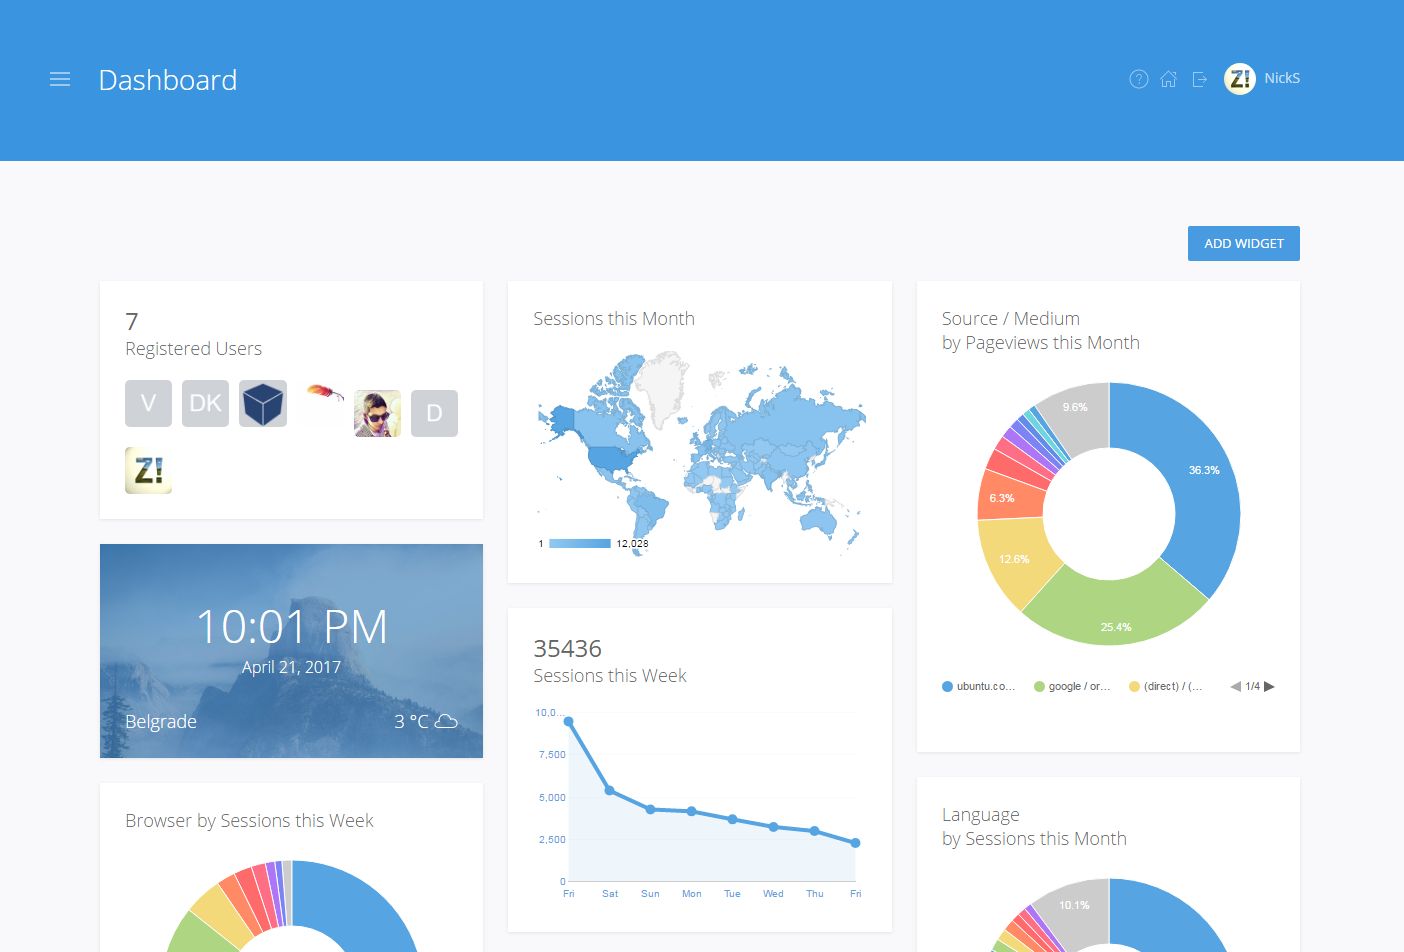 Dashboard
NickS
ADD WIDGET
7
Registered Users
V
DK
D
Z!
10:01 PM
April 21, 2017
Belgrade
3 °C
Browser by Sessions this Week
Sessions this Month
1
12,028
35436
Sessions this Week
10,0...
7,500
5,000
2,500
0
Fri Sat Sun Mon Tue Wed Thu Fri
Source / Medium
by Pageviews this Month
9.6%
36.3%
6.3%
12.6%
25.4%
ubuntu.co... google / or... (direct) / (... 1/4
Language
by Sessions this Month
10.1%